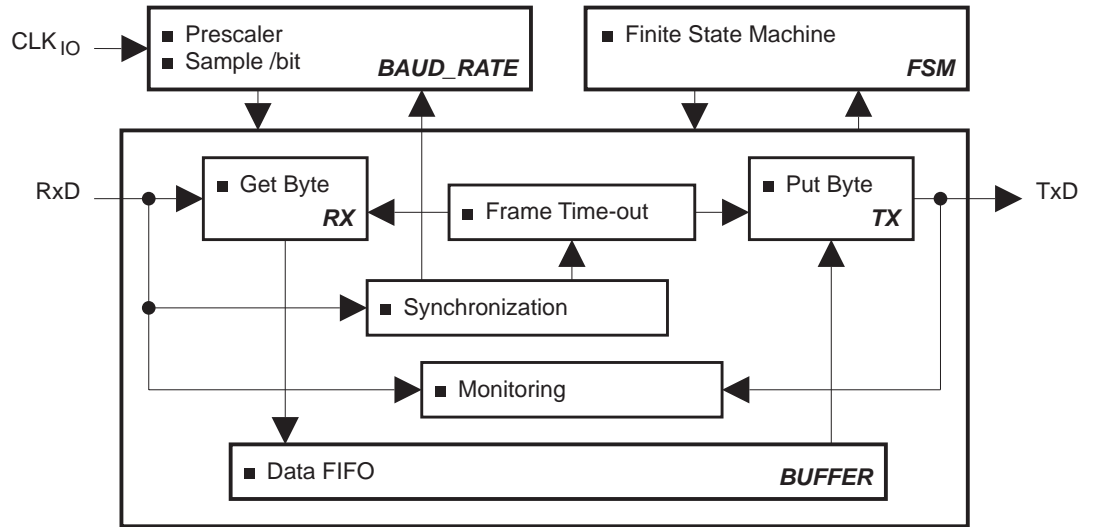 CLK IO
■ Prescaler
■ Sample /bit
BAUD_RATE
■ Finite State Machine
FSM
RxD
■ Get Byte
RX
■ Frame Time-out
■ Put Byte
TX
TxD
■ Synchronization
■ Monitoring
■ Data FIFO
BUFFER